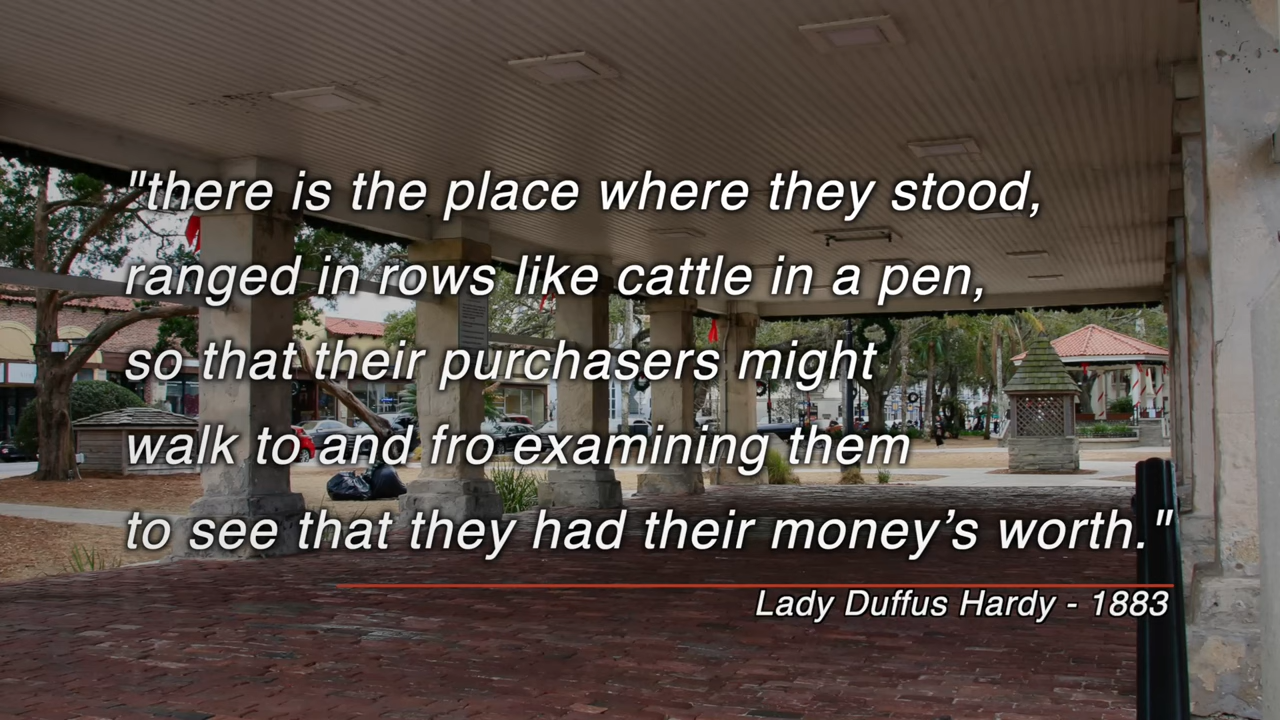 "there is the place where they stood,
ranged in rows like cattle in a pen,
so that their purchasers might
walk to and fro examining them
to see that they had their money’s worth."
Lady Duffus Hardy - 1883